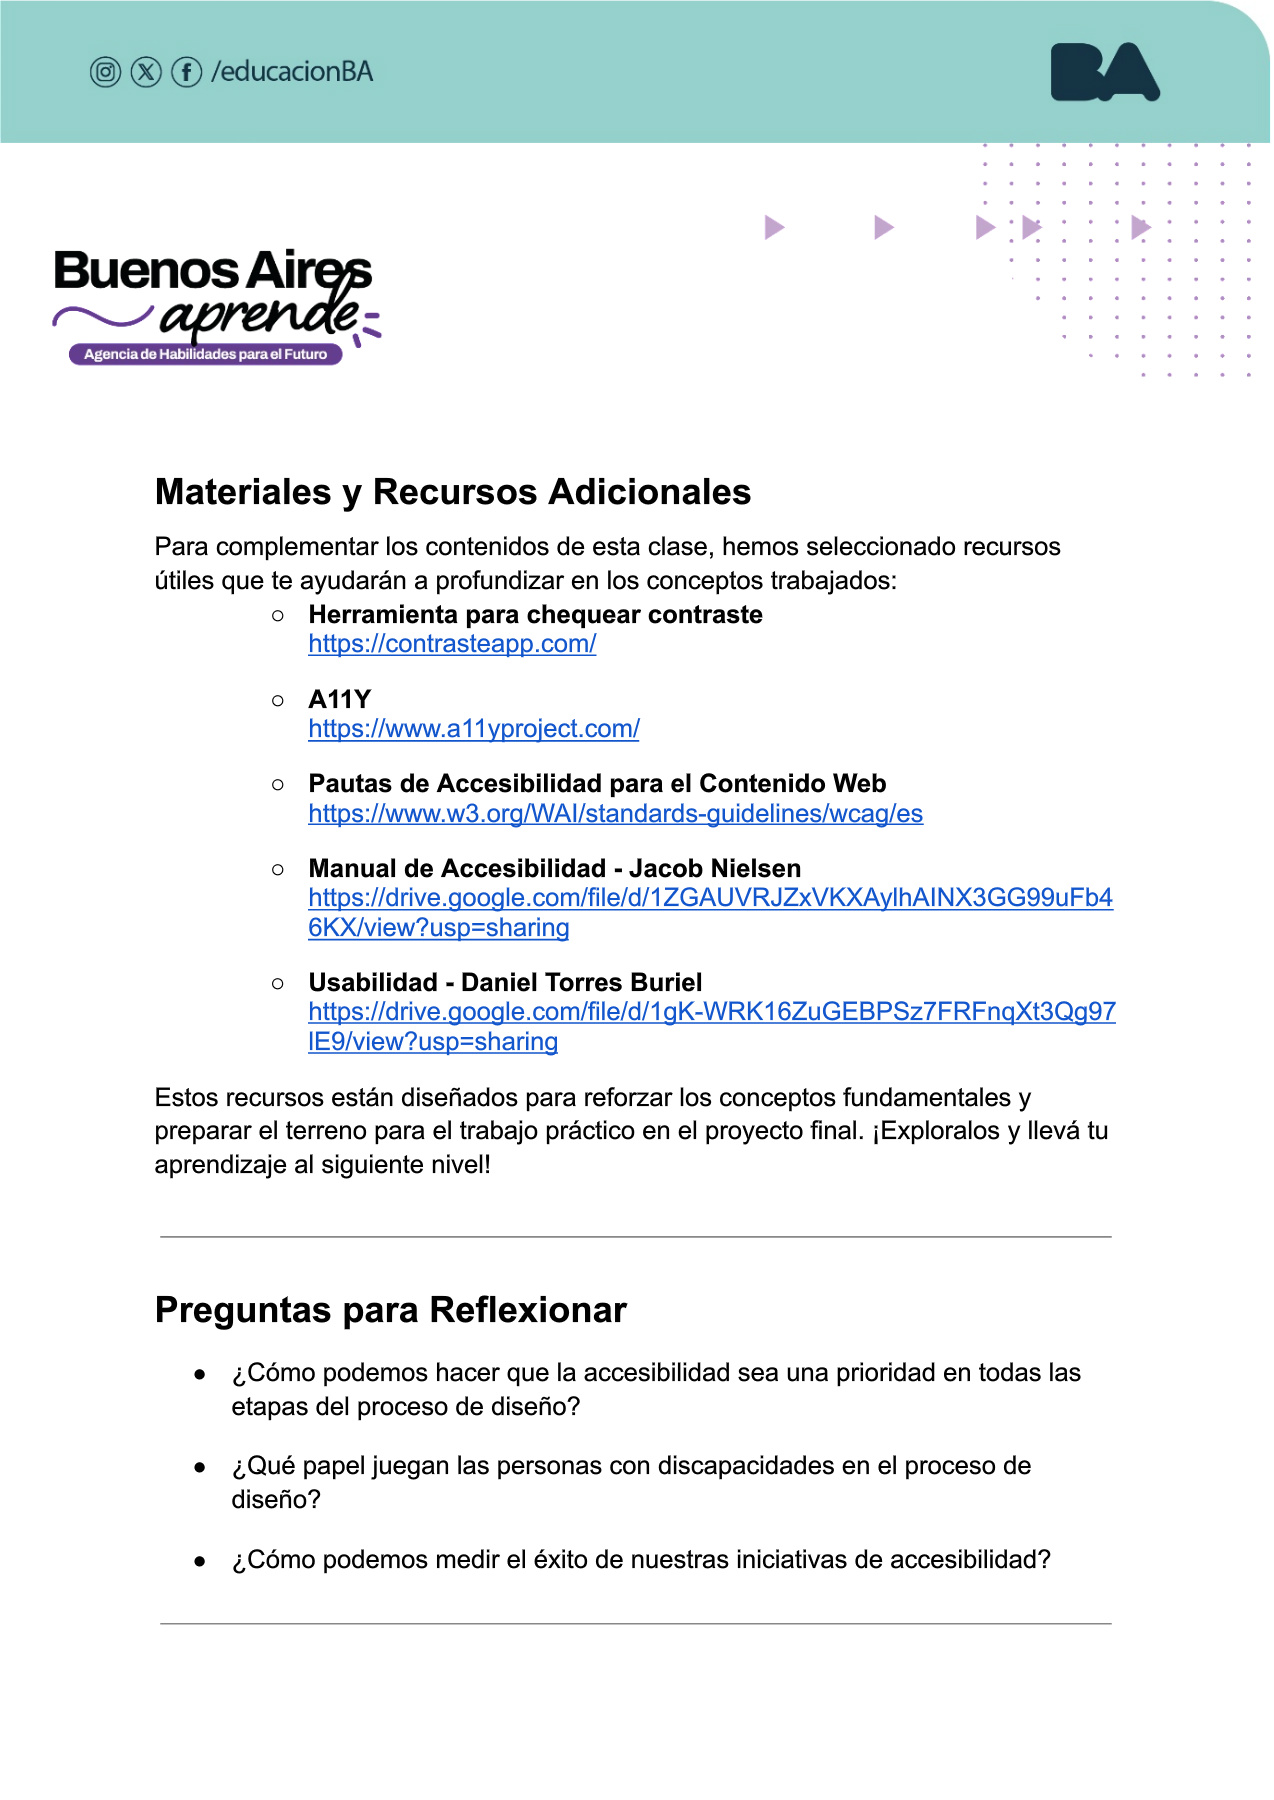 /educacionBA
BA
Buenos Aires
aprende
Agencia de Habilidades para el Futuro
Materiales y Recursos Adicionales
Para complementar los contenidos de esta clase, hemos seleccionado recursos
útiles que te ayudarán a profundizar en los conceptos trabajados:
○ Herramienta para chequear contraste
https://contrasteapp.com/
○ A11Y
https://www.a11yproject.com/
○ Pautas de Accesibilidad para el Contenido Web
https://www.w3.org/WAI/standards-guidelines/wcag/es
○ Manual de Accesibilidad - Jacob Nielsen
https://drive.google.com/file/d/1ZGAUVRJZxVKXAylhAINX3GG99uFb4
6KX/view?usp=sharing
○ Usabilidad - Daniel Torres Buriel
https://drive.google.com/file/d/1gK-WRK16ZuGEBPSz7FRFnqXt3Qg97
lE9/view?usp=sharing
Estos recursos están diseñados para reforzar los conceptos fundamentales y
preparar el terreno para el trabajo práctico en el proyecto final. ¡Exploralos y llevá tu
aprendizaje al siguiente nivel!
Preguntas para Reflexionar
● ¿Cómo podemos hacer que la accesibilidad sea una prioridad en todas las
etapas del proceso de diseño?
● ¿Qué papel juegan las personas con discapacidades en el proceso de
diseño?
● ¿Cómo podemos medir el éxito de nuestras iniciativas de accesibilidad?